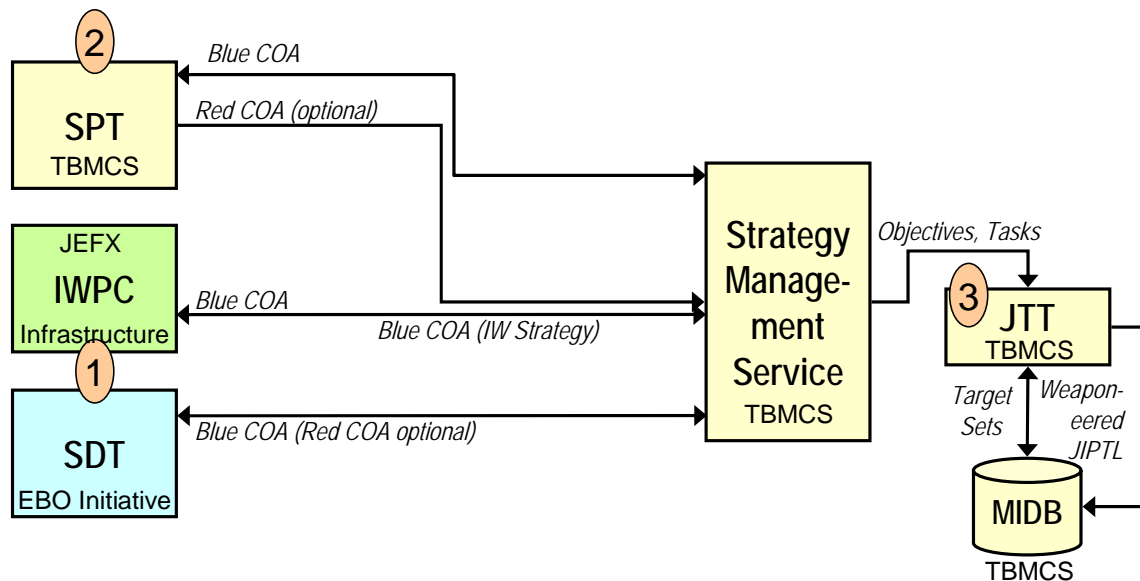 2
SPT
TBMCS
Blue COA
Red COA (optional)
JEFX
IWPC
Infrastructure
Blue COA
Blue COA (IW Strategy)
1
SDT
EBO Initiative
Blue COA (Red COA optional)
Strategy
Manage-
ment
Service
TBMCS
Objectives, Tasks
3
JTT
TBMCS
Target
Sets
Weapon-
eered
JIPTL
MIDB
TBMCS